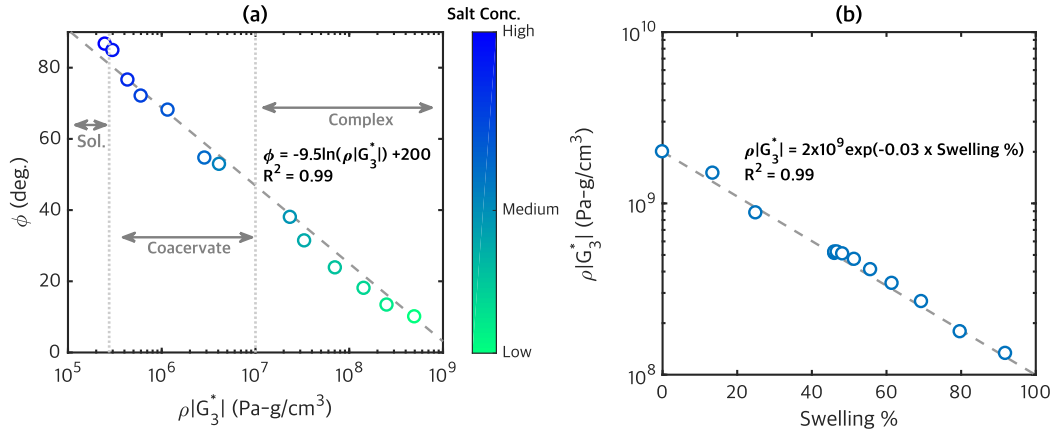 (a)
Salt Conc.
High
Medium
Low
80
60
40
20
0
ϕ (deg.)
Sol.
Coacervate
Complex
ϕ = -9.5ln(ρ|G₃*|) +200
R² = 0.99
10⁵
10⁶
10⁷
10⁸
10⁹
ρ|G₃*| (Pa-g/cm³)
(b)
10¹⁰
10⁹
10⁸
ρ|G₃*| (Pa-g/cm³)
ρ|G₃*| = 2x10⁹exp(-0.03 x Swelling %)
R² = 0.99
0
20
40
60
80
100
Swelling %